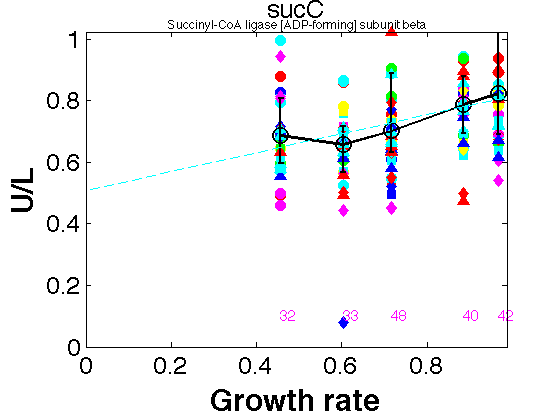 sucC
Succinyl-CoA ligase [ADP-forming] subunit beta
U/L
1
0.8
0.6
0.4
0.2
0
32 33 48 40 42
0 0.2 0.4 0.6 0.8
Growth rate